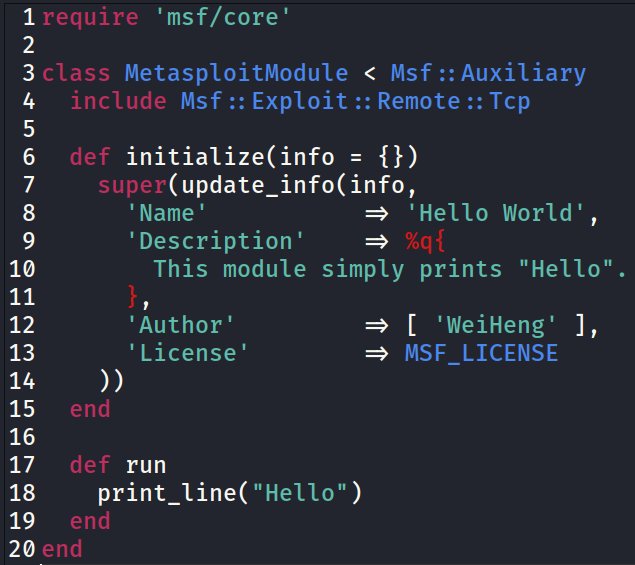 1 require 'msf/core'
2
3 class MetasploitModule < Msf::Auxiliary
4   include Msf::Exploit::Remote::Tcp
5
6   def initialize(info = {})
7     super(update_info(info,
8       'Name'           => 'Hello World',
9       'Description'    => %q{
10         This module simply prints "Hello".
11       },
12       'Author'         => [ 'WeiHeng' ],
13       'License'        => MSF_LICENSE
14     ))
15   end
16
17   def run
18     print_line("Hello")
19   end
20 end